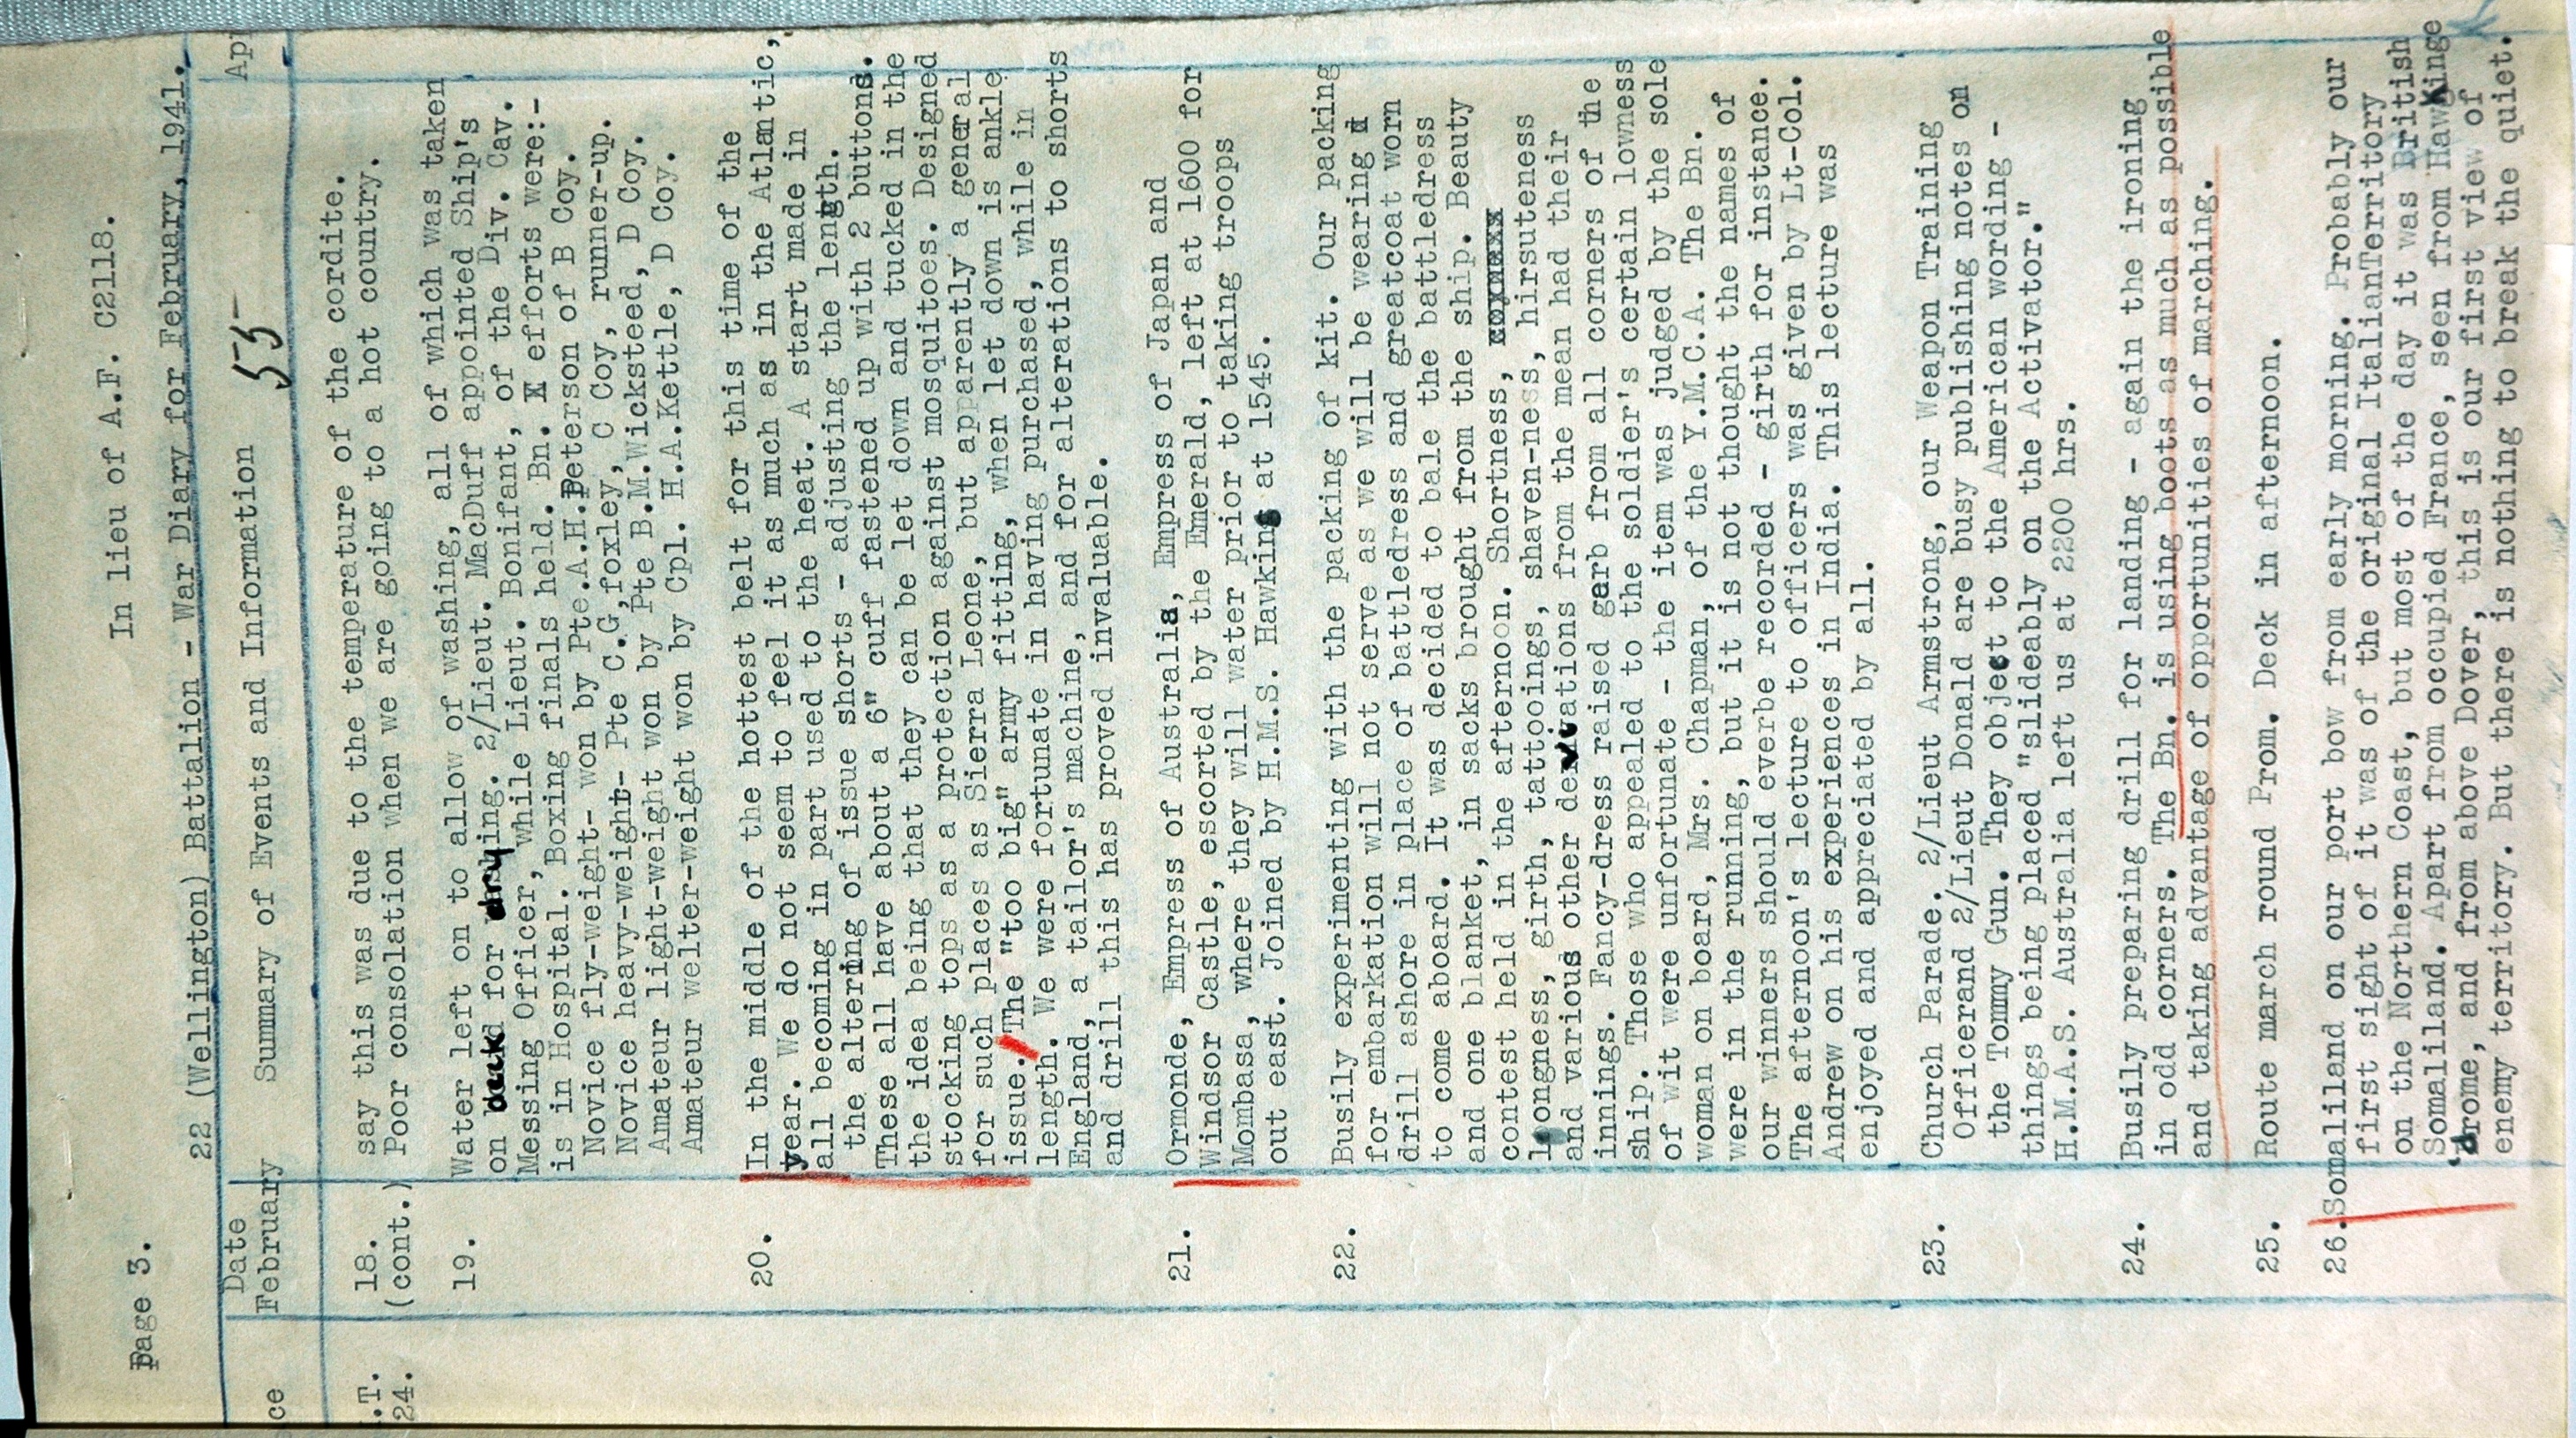 Page 3.
In lieu of A.F. C2118.
22 (Wellington) Battalion - War Diary for February, 1941.
Date
February
Summary of Events and Information
55
18.
(cont.)
say this was due to the temperature of the cordite.
Poor consolation when we are going to a hot country.
19.
Water left on to allow of washing, all of which was taken
on deck for drying. 2/Lieut. MacDuff appointed Ship's
Messing Officer, while Lieut. Bonifant, of the Div. Cav.
is in Hospital. Boxing finals held. Bn. efforts were:-
Novice fly-weight- won by Pte.A.H.Petterson of B Coy.
Novice heavy-weight- Pte C.G,foxley, C Coy, runner-up.
Amateur light-weight won by Pte B.M.Wicksteed, D Coy.
Amateur welter-weight won by Cpl. H.A.Kettle, D Coy.
20.
In the middle of the hottest belt for this time of the
year. We do not seem to feel it as much as in the Atlantic,
all becoming in part used to the heat. A start made in
the altering of issue shorts - adjusting the length.
These all have about a 6" cuff fastened up with 2 buttons.
the idea being that they can be let down and tucked in the
stocking tops as a protection against mosquitoes. Designed
for such places as Sierra Leone, but apparently a general
issue. The "too big" army fitting, when let down is ankle
length. We were fortunate in having purchased, while in
England, a tailor's machine, and for alterations to shorts
and drill this has proved invaluable.
21.
Ormonde, Empress of Australia, Empress of Japan and
Windsor Castle, escorted by the Emerald, left at 1600 for
Mombasa, where they will water prior to taking troops
out east. Joined by H.M.S. Hawking at 1545.
22.
Busily experimenting with the packing of kit. Our packing
for embarkation will not serve as we will be wearing
drill ashore in place of battledress and greatcoat worn
to come aboard. It was decided to bale the battledress
and one blanket, in sacks brought from the ship. Beauty
contest held in the afternoon. Shortness, hirsuteness
longness, girth, tattooings, shaven-ness,
and various other derivations from the mean had their
innings. Fancy-dress raised garb from all corners of the
ship. Those who appealed to the soldier's certain lowness
of wit were unfortunate - the item was judged by the sole
woman on board, Mrs. Chapman, of the Y.M.C.A. The Bn.
were in the running, but it is not thought the names of
our winners should everbe recorded - girth for instance.
The afternoon's lecture to officers was given by Lt-Col.
Andrew on his experiences in India. This lecture was
enjoyed and appreciated by all.
23.
Church Parade. 2/Lieut Armstrong, our Weapon Training
Officerand 2/Lieut Donald are busy publishing notes on
the Tommy Gun. They object to the American wording -
things being placed "slideably on the Activator."
H.M.A.S. Australia left us at 2200 hrs.
24.
Busily preparing drill for landing - again the ironing
in odd corners. The Bn. is using boots as much as possible
and taking advantage of opportunities of marching.
25.
Route march round Prom. Deck in afternoon.
26.
Somaliland on our port bow from early morning. Probably our
first sight of it was of the original ItalianTerritory
on the Northern Coast, but most of the day it was British
Somaliland. Apart from occupied France, seen from Hawkinge
'drome, and from above Dover, this is our first view of
enemy territory. But there is nothing to break the quiet.